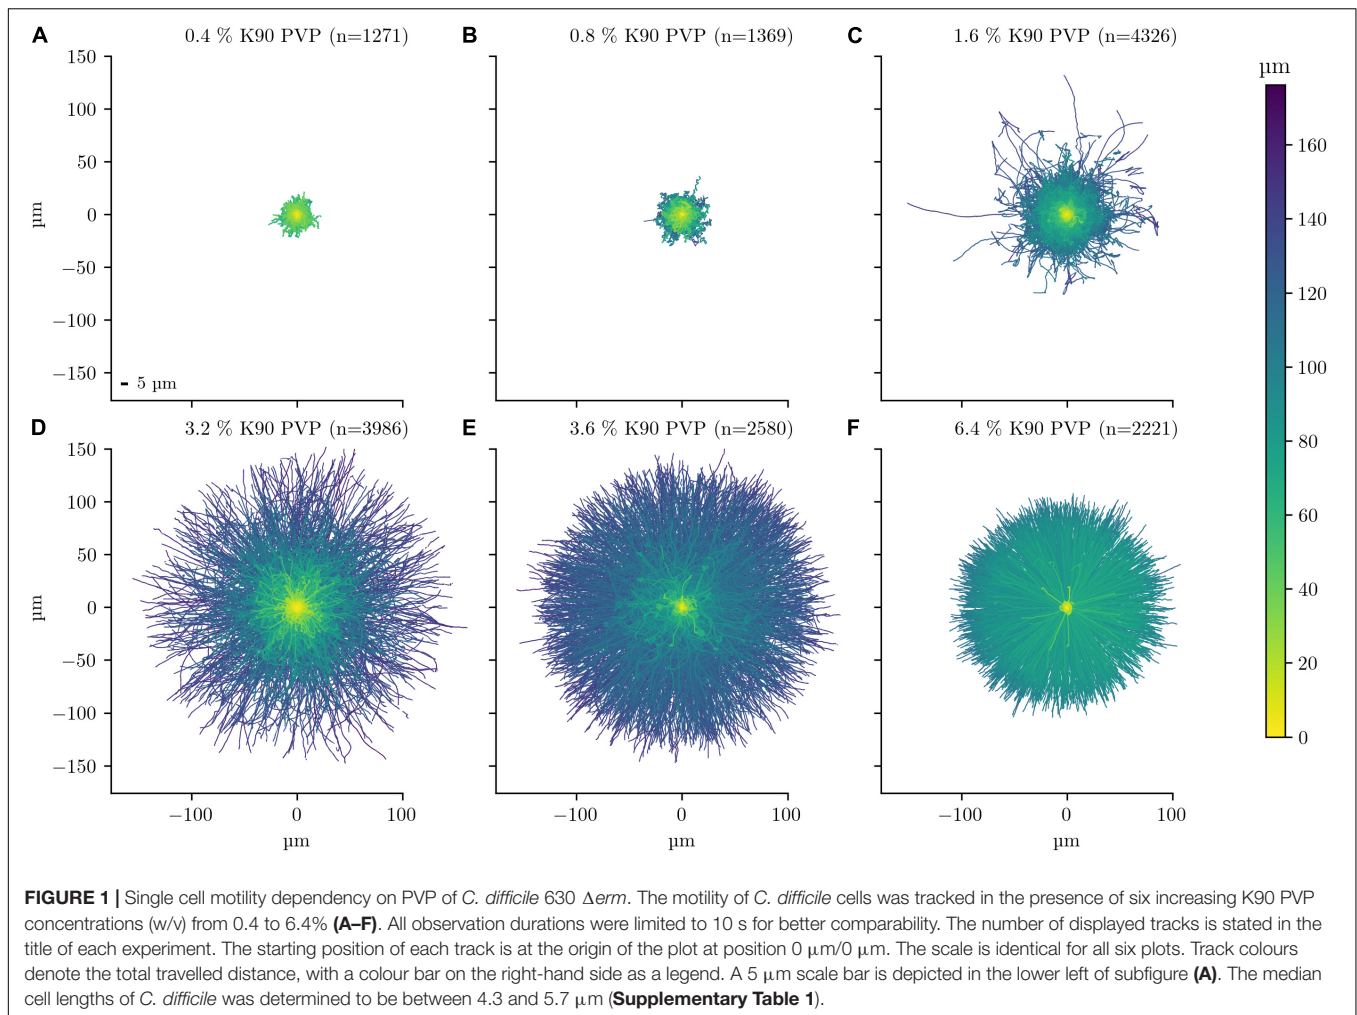 A
0.4 % K90 PVP (n=1271)
B
0.8 % K90 PVP (n=1369)
C
1.6 % K90 PVP (n=4326)
µm
150
100
50
0
−50
−100
−150
µm
5 µm
160
140
120
100
80
60
40
20
0
D
3.2 % K90 PVP (n=3986)
E
3.6 % K90 PVP (n=2580)
F
6.4 % K90 PVP (n=2221)
150
100
50
0
−50
−100
−150
µm
−100
0
100
−100
0
100
−100
0
100
µm
µm
µm
FIGURE 1 | Single cell motility dependency on PVP of C. difficile 630 Δerm. The motility of C. difficile cells was tracked in the presence of six increasing K90 PVP
concentrations (w/v) from 0.4 to 6.4% (A–F). All observation durations were limited to 10 s for better comparability. The number of displayed tracks is stated in the
title of each experiment. The starting position of each track is at the origin of the plot at position 0 μm/0 μm. The scale is identical for all six plots. Track colours
denote the total travelled distance, with a colour bar on the right-hand side as a legend. A 5 μm scale bar is depicted in the lower left of subfigure (A). The median
cell lengths of C. difficile was determined to be between 4.3 and 5.7 μm (Supplementary Table 1).